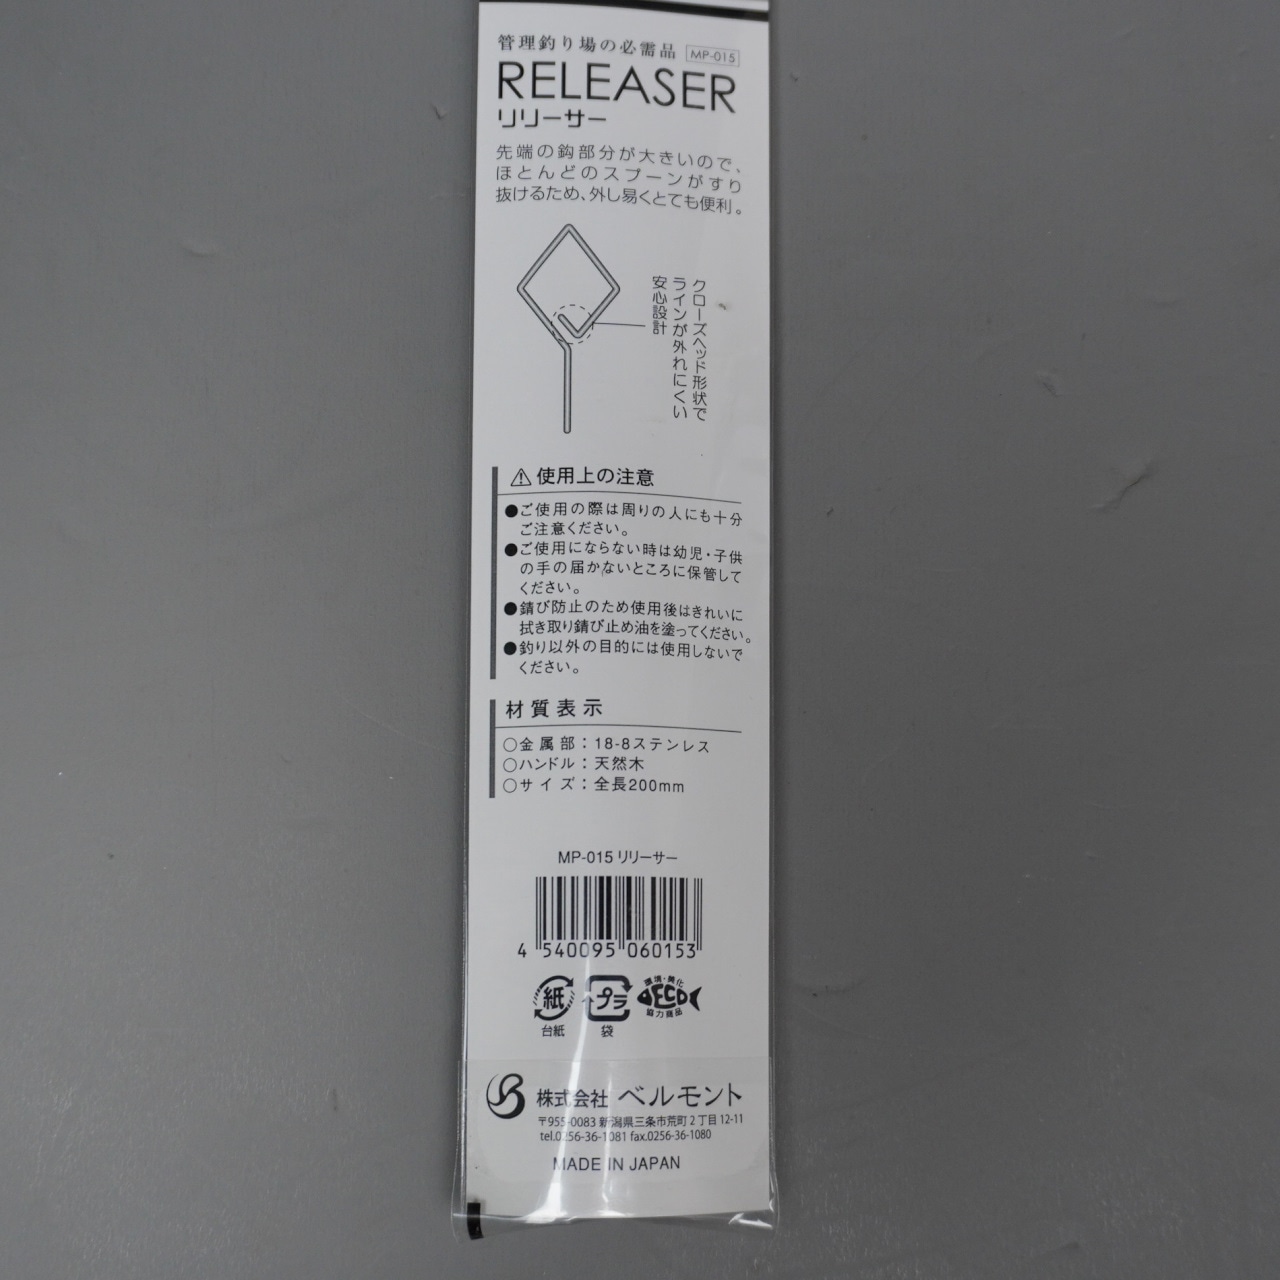 管理釣り場の必需品 MP-015
RELEASER
リリーサー
先端の鈎部分が大きいので、
ほとんどのスプーンがすり
抜けるため、外し易くとても便利。
クローズヘッド形状で
ラインが外れにくい
安心設計
使用上の注意
●ご使用の際は周りの人にも十分
ご注意ください。
●ご使用にならない時は幼児・子供
の手の届かないところに保管して
ください。
●錆び防止のため使用後はきれいに
拭き取り錆び止め油を塗ってください。
●釣り以外の目的には使用しないで
ください。
材質表示
○金属部：18-8ステンレス
○ハンドル：天然木
○サイズ：全長200mm
MP-015 リリーサー
4 540095 060153
紙
台紙
プラ
袋
環境・美化
ECO
協力商品
株式会社 ベルモント
〒955-0083 新潟県三条市荒町2丁目12-11
tel.0256-36-1081 fax.0256-36-1080
MADE IN JAPAN